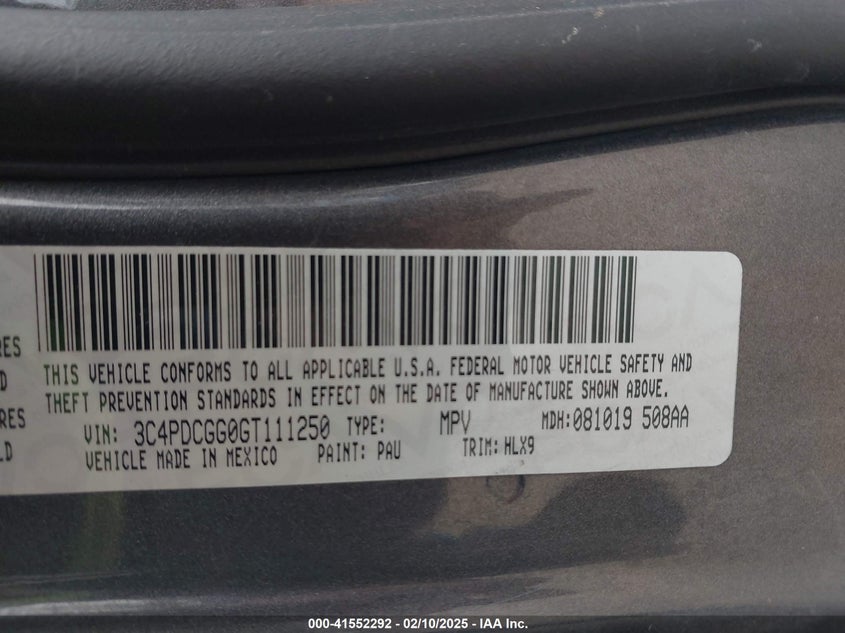 RES
D
RES
LD
THIS VEHICLE CONFORMS TO ALL APPLICABLE U.S.A. FEDERAL MOTOR VEHICLE SAFETY AND
THEFT PREVENTION STANDARDS IN EFFECT ON THE DATE OF MANUFACTURE SHOWN ABOVE.
VIN: 3C4PDCGG0GT111250 TYPE: MPV MDH:081019 508AA
VEHICLE MADE IN MEXICO PAINT: PAU TRIM: HLX9
000-41552292 - 02/10/2025 - IAA Inc.